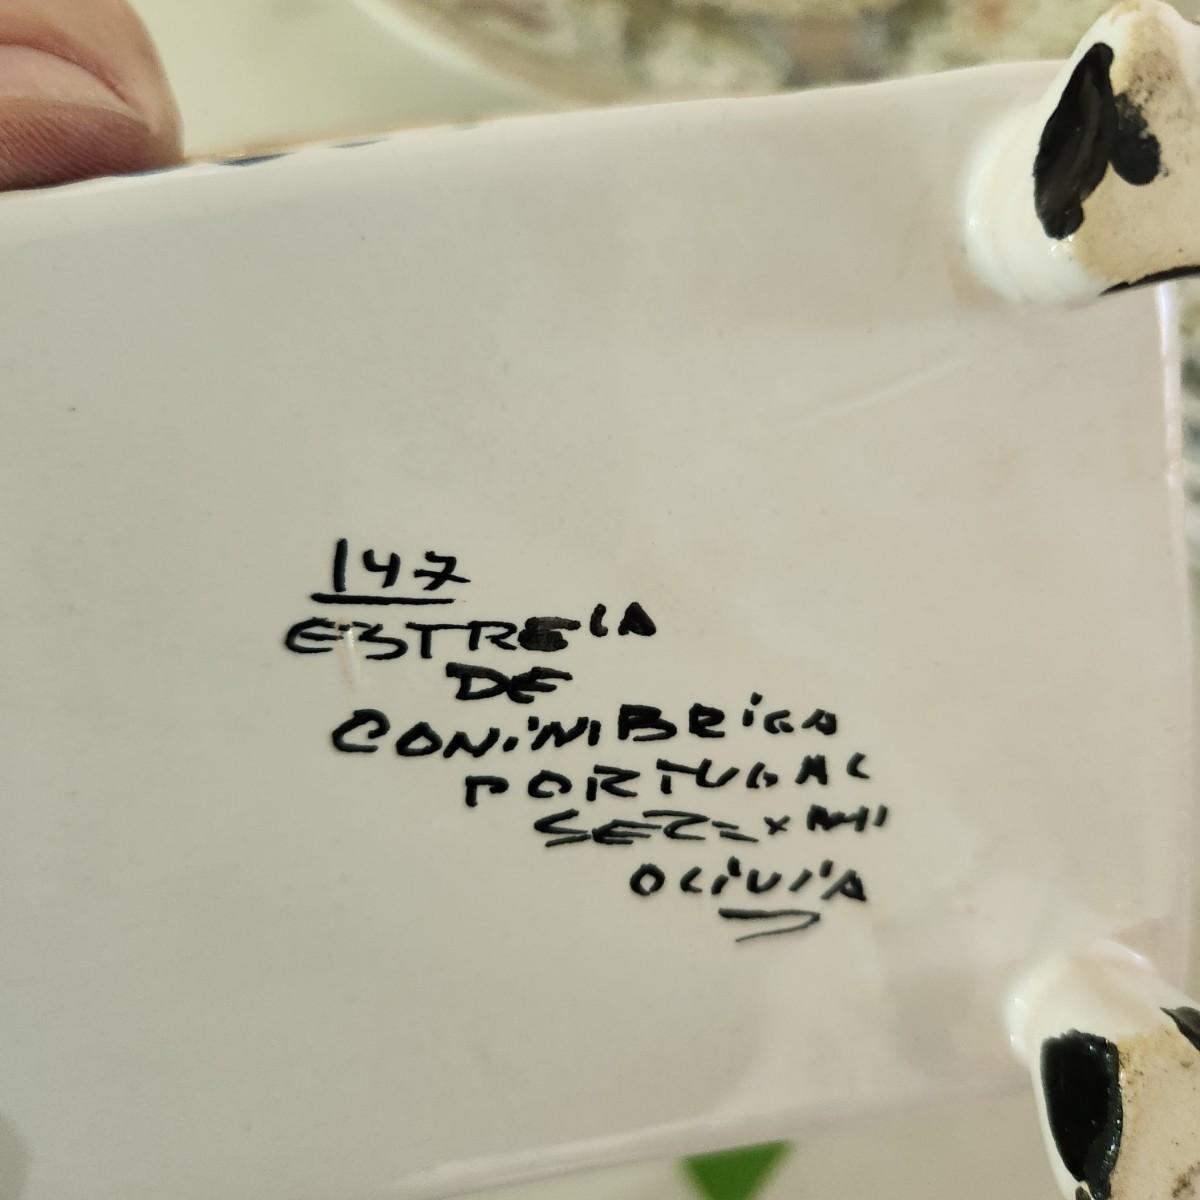 147
ESTRELA
DE
CONIMBRIGA
PORTUGAL
OLIVIA